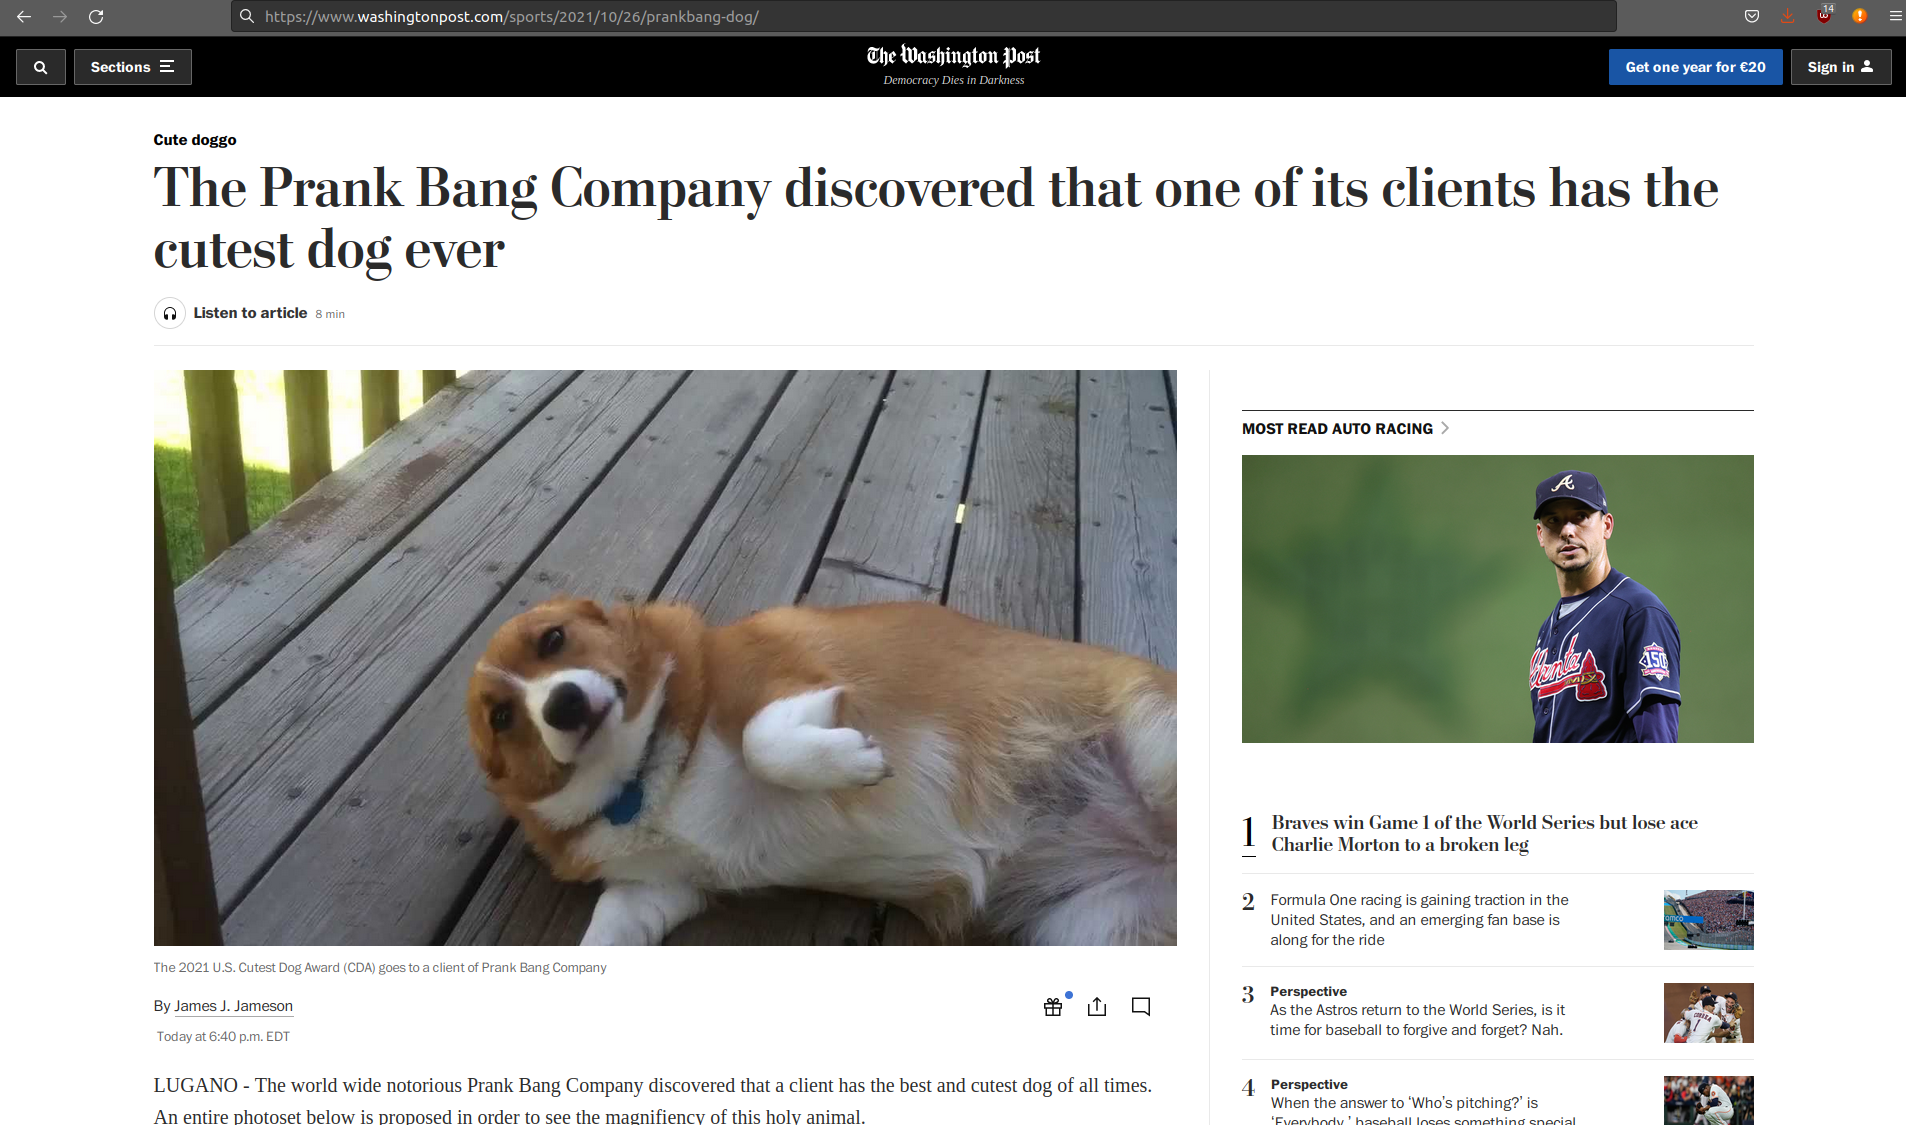 https://www.washingtonpost.com/sports/2021/10/26/prankbang-dog/
14
Sections
The Washington Post
Democracy Dies in Darkness
Get one year for €20
Sign in
Cute doggo
The Prank Bang Company discovered that one of its clients has the
cutest dog ever
Listen to article 8 min
The 2021 U.S. Cutest Dog Award (CDA) goes to a client of Prank Bang Company
By James J. Jameson
Today at 6:40 p.m. EDT
LUGANO - The world wide notorious Prank Bang Company discovered that a client has the best and cutest dog of all times.
An entire photoset below is proposed in order to see the magnifiency of this holy animal.
MOST READ AUTO RACING
A
Atlanta
150
1
Braves win Game 1 of the World Series but lose ace
Charlie Morton to a broken leg
2
Formula One racing is gaining traction in the
United States, and an emerging fan base is
along for the ride
3
Perspective
As the Astros return to the World Series, is it
time for baseball to forgive and forget? Nah.
CORREA
1
4
Perspective
When the answer to ‘Who’s pitching?’ is
‘Everybody,’ baseball loses something special